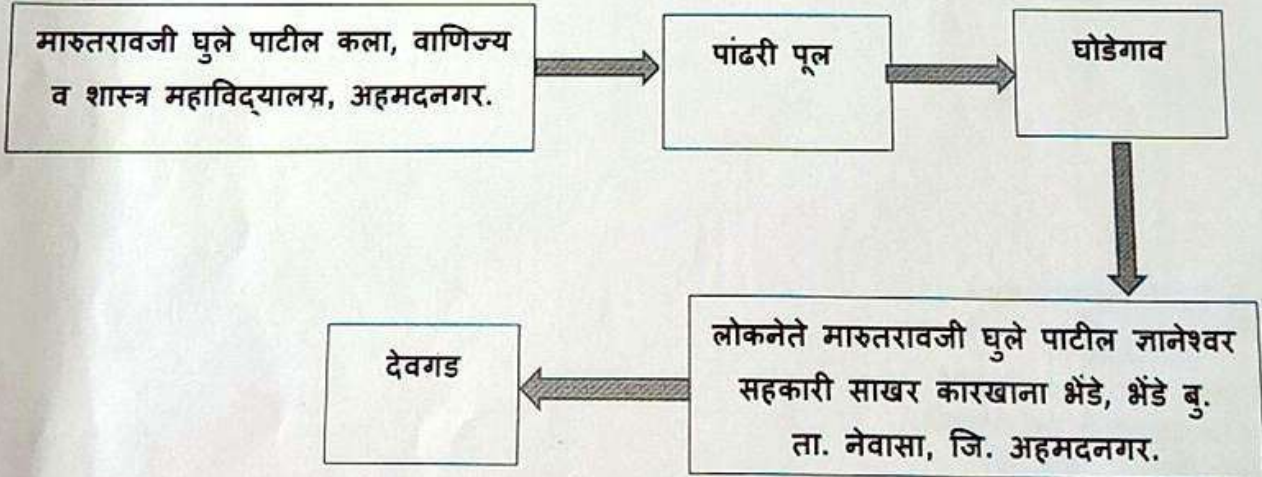 मारुतरावजी घुले पाटील कला, वाणिज्य
व शास्त्र महाविद्यालय, अहमदनगर.
पांढरी पूल
घोडेगाव
लोकनेते मारुतरावजी घुले पाटील ज्ञानेश्वर
सहकारी साखर कारखाना भेंडे, भेंडे बु.
ता. नेवासा, जि. अहमदनगर.
देवगड